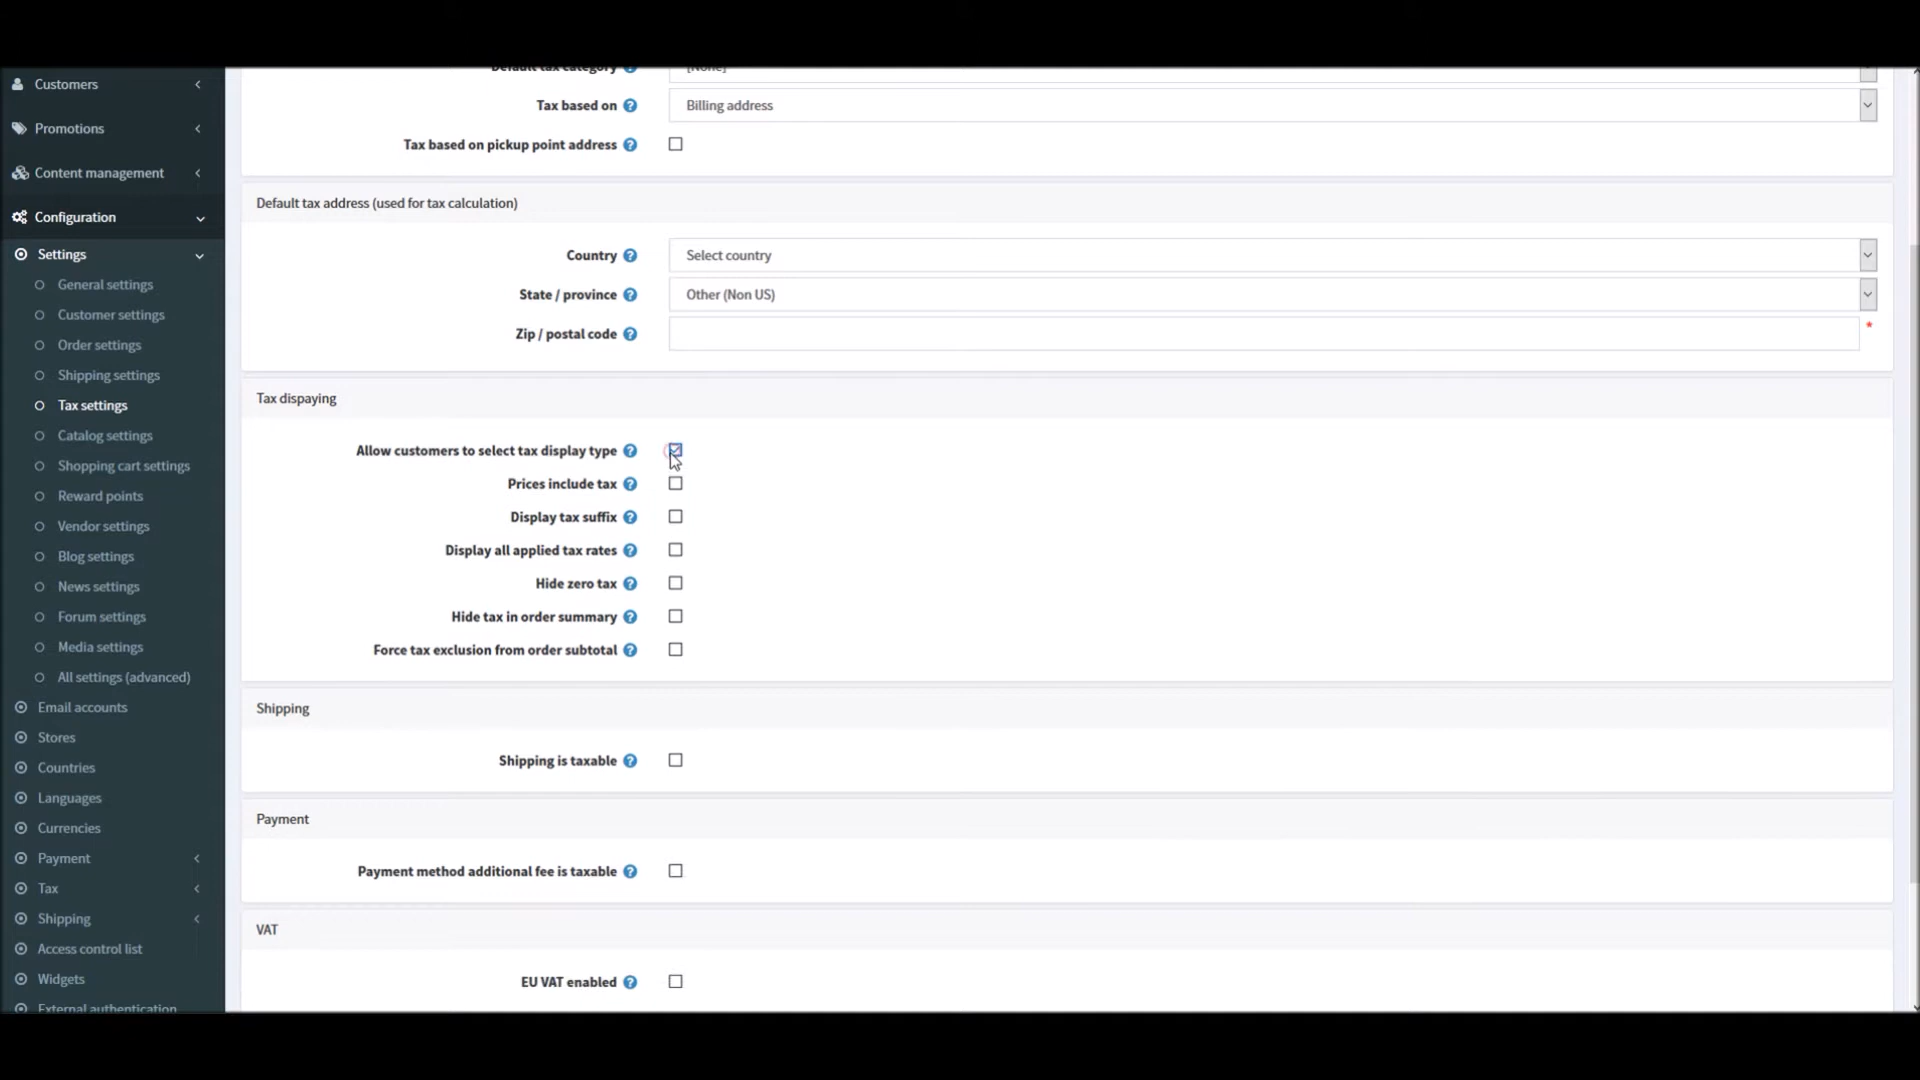 Customers
Promotions
Content management
Configuration
Settings
General settings
Customer settings
Order settings
Shipping settings
Tax settings
Catalog settings
Shopping cart settings
Reward points
Vendor settings
Blog settings
News settings
Forum settings
Media settings
All settings (advanced)
Email accounts
Stores
Countries
Languages
Currencies
Payment
Tax
Shipping
Access control list
Widgets
External authentication
Default tax category [None]
Tax based on Billing address
Tax based on pickup point address
Default tax address (used for tax calculation)
Country Select country
State / province Other (Non US)
Zip / postal code *
Tax dispaying
Allow customers to select tax display type
Prices include tax
Display tax suffix
Display all applied tax rates
Hide zero tax
Hide tax in order summary
Force tax exclusion from order subtotal
Shipping
Shipping is taxable
Payment
Payment method additional fee is taxable
VAT
EU VAT enabled